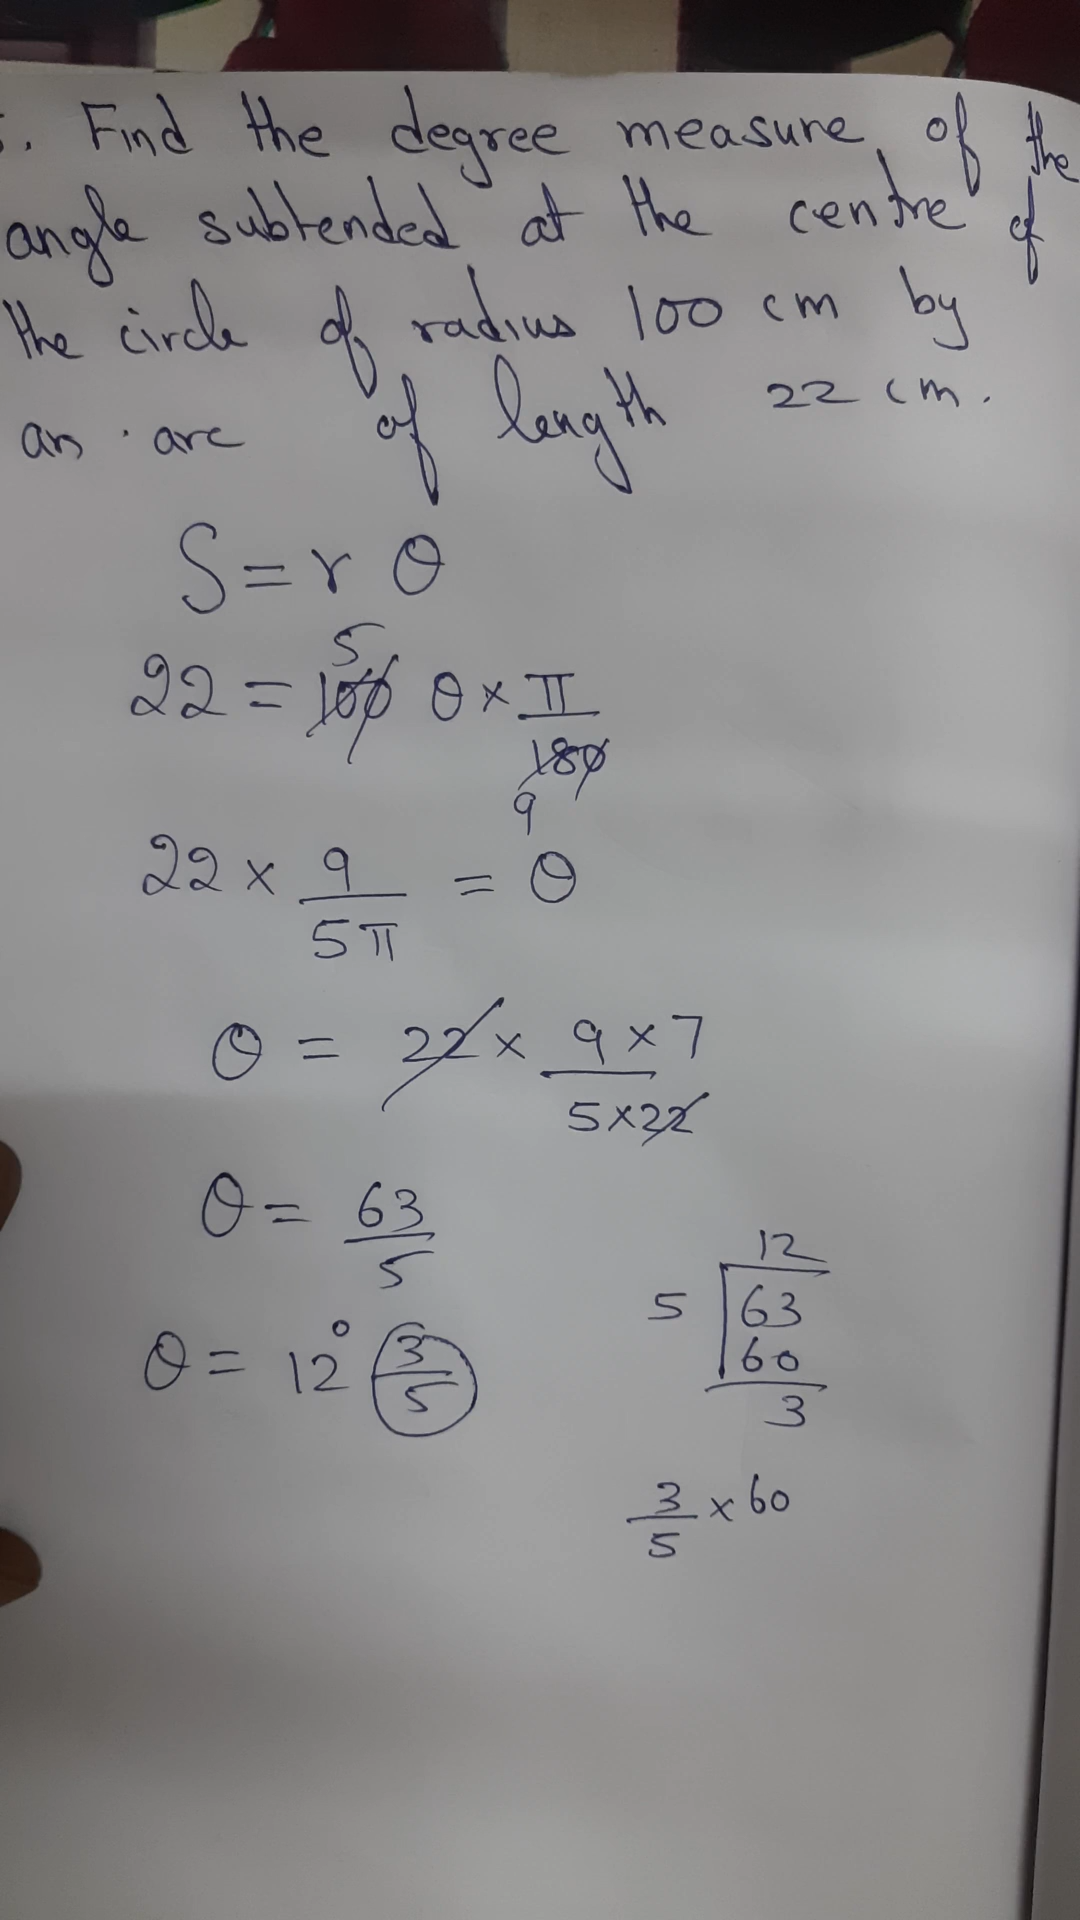 . Find the degree measure of the
angle subtended at the centre of
the circle of radius 100 cm by
an arc of length 22 cm.
S = r θ
5
22 = 100 θ × π/180
9
22 × 9/5π = θ
θ = 22 × 9×7/5×22
θ = 63/5
12
5 63
60
3
θ = 12° 3/5
3/5 × 60